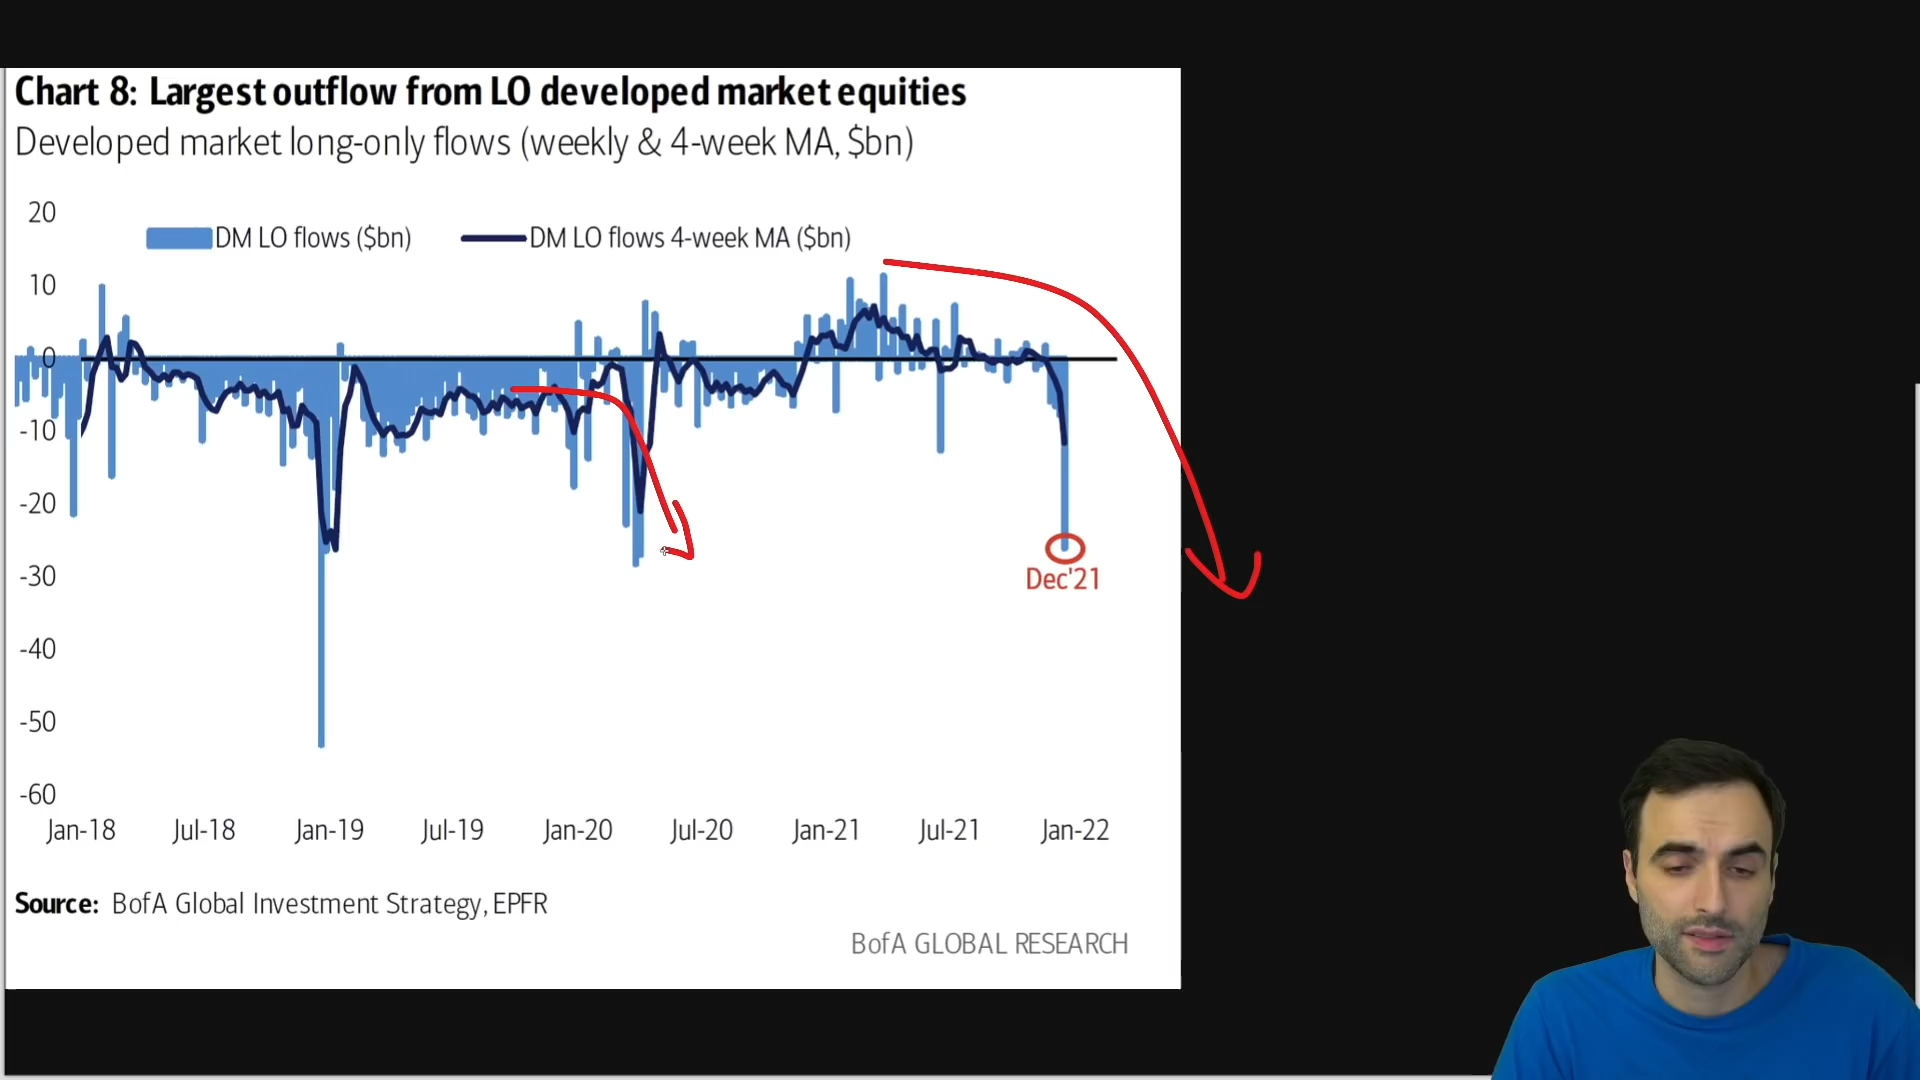 Chart 8: Largest outflow from LO developed market equities
Developed market long-only flows (weekly & 4-week MA, $bn)
20
DM LO flows ($bn)
DM LO flows 4-week MA ($bn)
10
0
-10
-20
-30
-40
-50
-60
Dec'21
Jan-18
Jul-18
Jan-19
Jul-19
Jan-20
Jul-20
Jan-21
Jul-21
Jan-22
Source: BofA Global Investment Strategy, EPFR
BofA GLOBAL RESEARCH